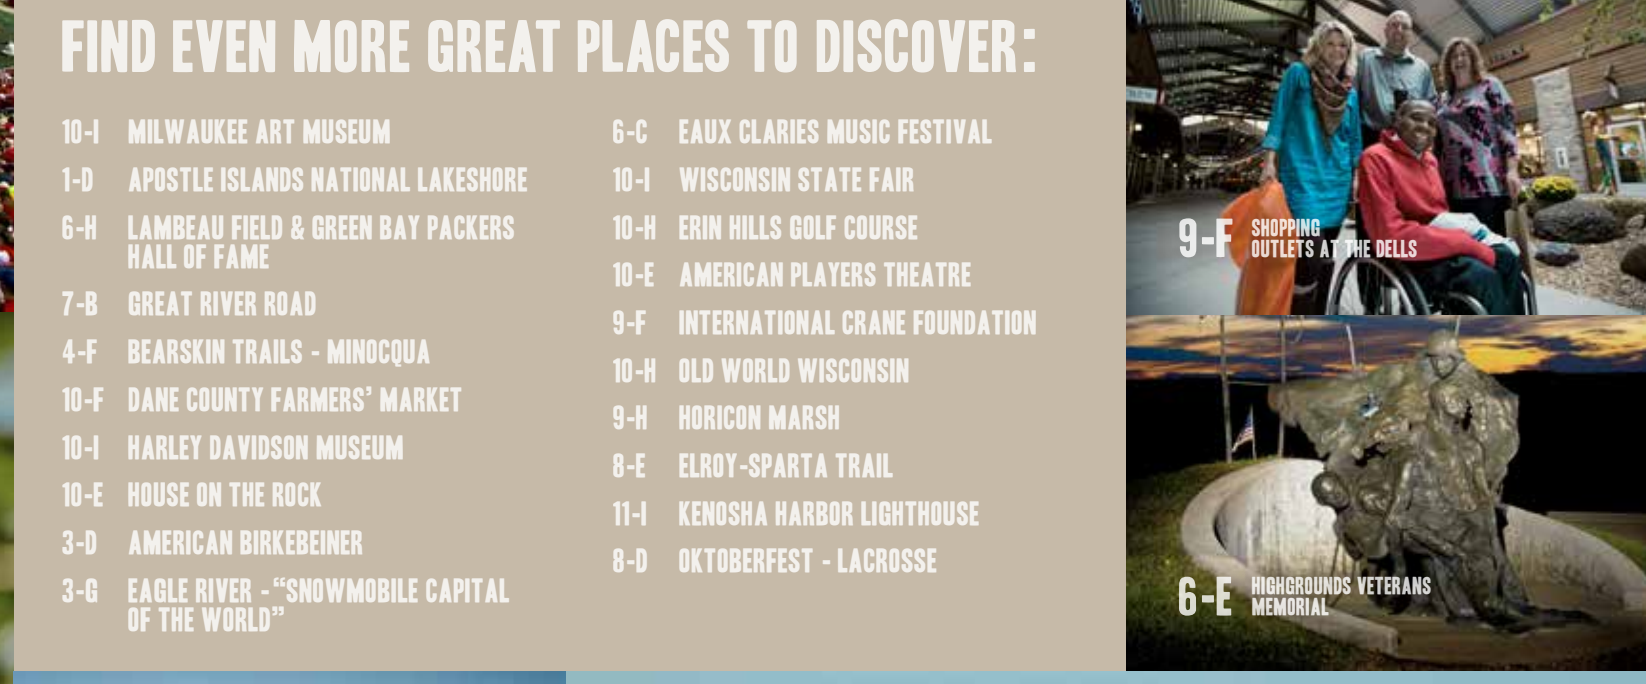 FIND EVEN MORE GREAT PLACES TO DISCOVER:
10-I MILWAUKEE ART MUSEUM
1-D APOSTLE ISLANDS NATIONAL LAKESHORE
6-H LAMBEAU FIELD & GREEN BAY PACKERS
HALL OF FAME
7-B GREAT RIVER ROAD
4-F BEARSKIN TRAILS - MINOCQUA
10-F DANE COUNTY FARMERS' MARKET
10-I HARLEY DAVIDSON MUSEUM
10-E HOUSE ON THE ROCK
3-D AMERICAN BIRKEBEINER
3-G EAGLE RIVER - “SNOWMOBILE CAPITAL
OF THE WORLD”
6-C EAUX CLARIES MUSIC FESTIVAL
10-I WISCONSIN STATE FAIR
10-H ERIN HILLS GOLF COURSE
10-E AMERICAN PLAYERS THEATRE
9-F INTERNATIONAL CRANE FOUNDATION
10-H OLD WORLD WISCONSIN
9-H HORICON MARSH
8-E ELROY-SPARTA TRAIL
11-I KENOSHA HARBOR LIGHTHOUSE
8-D OKTOBERFEST - LACROSSE
9-F SHOPPING
OUTLETS AT THE DELLS
6-E HIGHGROUNDS VETERANS
MEMORIAL